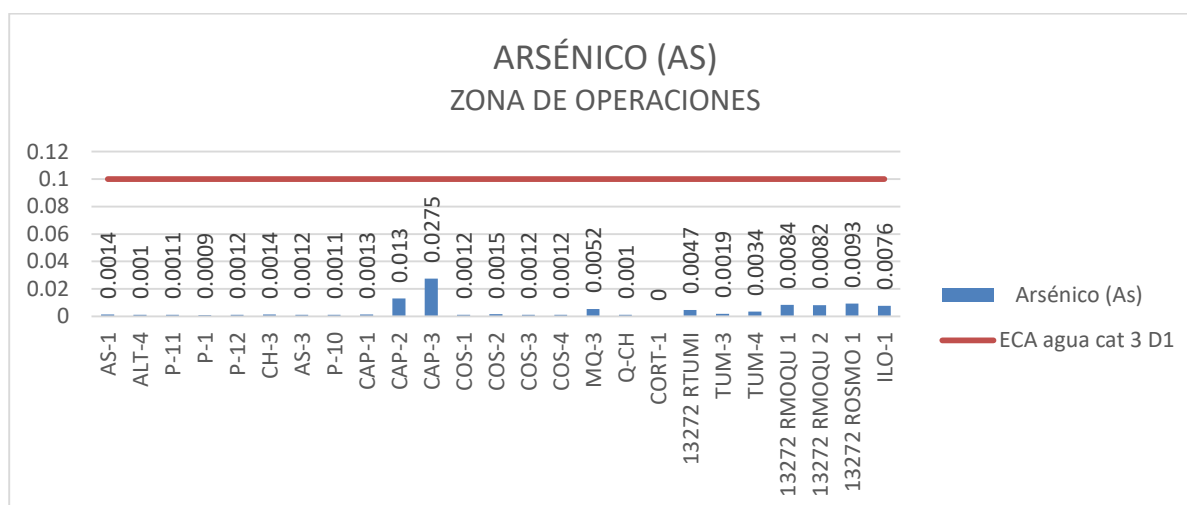 ARSÉNICO (AS)
ZONA DE OPERACIONES
0.12
0.1
0.08
0.06
0.04
0.02
0
0.0014
0.001
0.0011
0.0009
0.0012
0.0014
0.0012
0.0011
0.0013
0.013
0.0275
0.0012
0.0015
0.0012
0.0012
0.0052
0.001
0
0.0047
0.0019
0.0034
0.0084
0.0082
0.0093
0.0076
AS-1
ALT-4
P-11
P-1
P-12
CH-3
AS-3
P-10
CAP-1
CAP-2
CAP-3
COS-1
COS-2
COS-3
COS-4
MQ-3
Q-CH
CORT-1
13272 RTUMI
TUM-3
TUM-4
13272 RMOQU 1
13272 RMOQU 2
13272 ROSMO 1
ILO-1
Arsénico (As)
ECA agua cat 3 D1